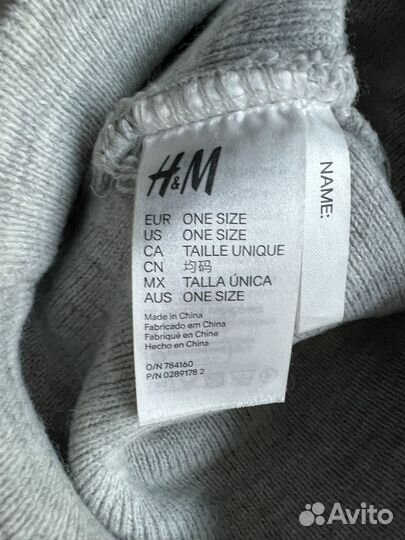 H&M
EUR ONE SIZE
US ONE SIZE
CA TAILLE UNIQUE
CN 均码
MX TALLA ÚNICA
AUS ONE SIZE
Made in China
Fabricado em China
Fabriqué en Chine
Hecho en China
O/N 784160
P/N 0289178 2
NAME:
Avito